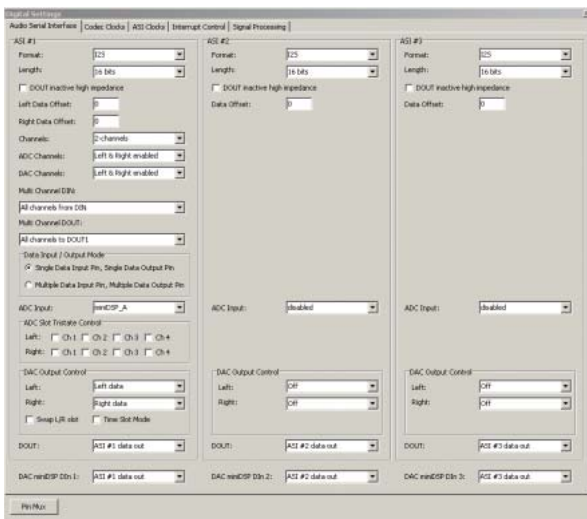 Digital Settings
Audio Serial Interface
Codec Clocks
ASI Clocks
Interrupt Control
Signal Processing
ASI #1
Format:
I2S
Length:
16 bits
DOUT inactive high impedance
Left Data Offset:
0
Right Data Offset:
0
Channels:
2-channels
ADC Channels:
Left & Right enabled
DAC Channels:
Left & Right enabled
Multi Channel DIN:
All channels from DIN
Multi Channel DOUT:
All channels to DOUT1
Data Input / Output Mode
Single Data Input Pin, Single Data Output Pin
Multiple Data Input Pin, Multiple Data Output Pin
ADC Input:
miniDSP_A
ADC Slot Tristate Control
Left: Ch 1 Ch 2 Ch 3 Ch 4
Right: Ch 1 Ch 2 Ch 3 Ch 4
DAC Output Control
Left:
Left data
Right:
Right data
Swap L/R slot
Time Slot Mode
DOUT:
ASI #1 data out
DAC miniDSP DIn 1:
ASI #1 data out
ASI #2
Format:
I2S
Length:
16 bits
DOUT inactive high impedance
Data Offset:
0
ADC Input:
disabled
DAC Output Control
Left:
Off
Right:
Off
DOUT:
ASI #2 data out
DAC miniDSP DIn 2:
ASI #2 data out
ASI #3
Format:
I2S
Length:
16 bits
DOUT inactive high impedance
Data Offset:
0
ADC Input:
disabled
DAC Output Control
Left:
Off
Right:
Off
DOUT:
ASI #3 data out
DAC miniDSP DIn 3:
ASI #3 data out
Pin Mux